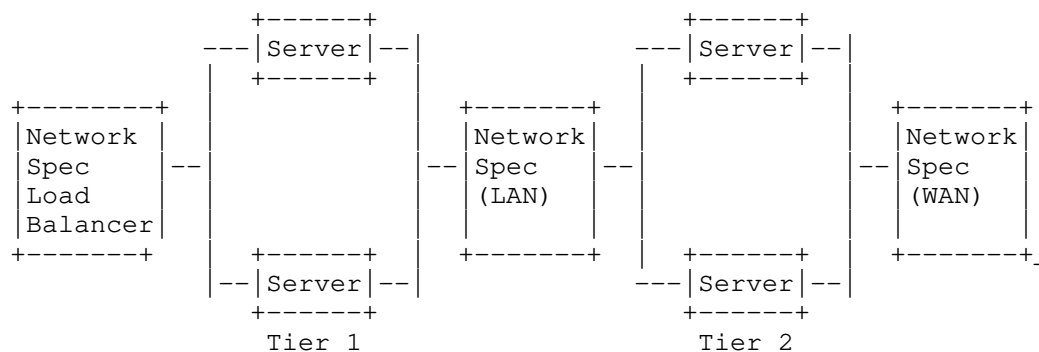 Server Server
Network Network Network
Spec Spec Spec
Load (LAN) (WAN)
Balancer
Server Server
Tier 1 Tier 2